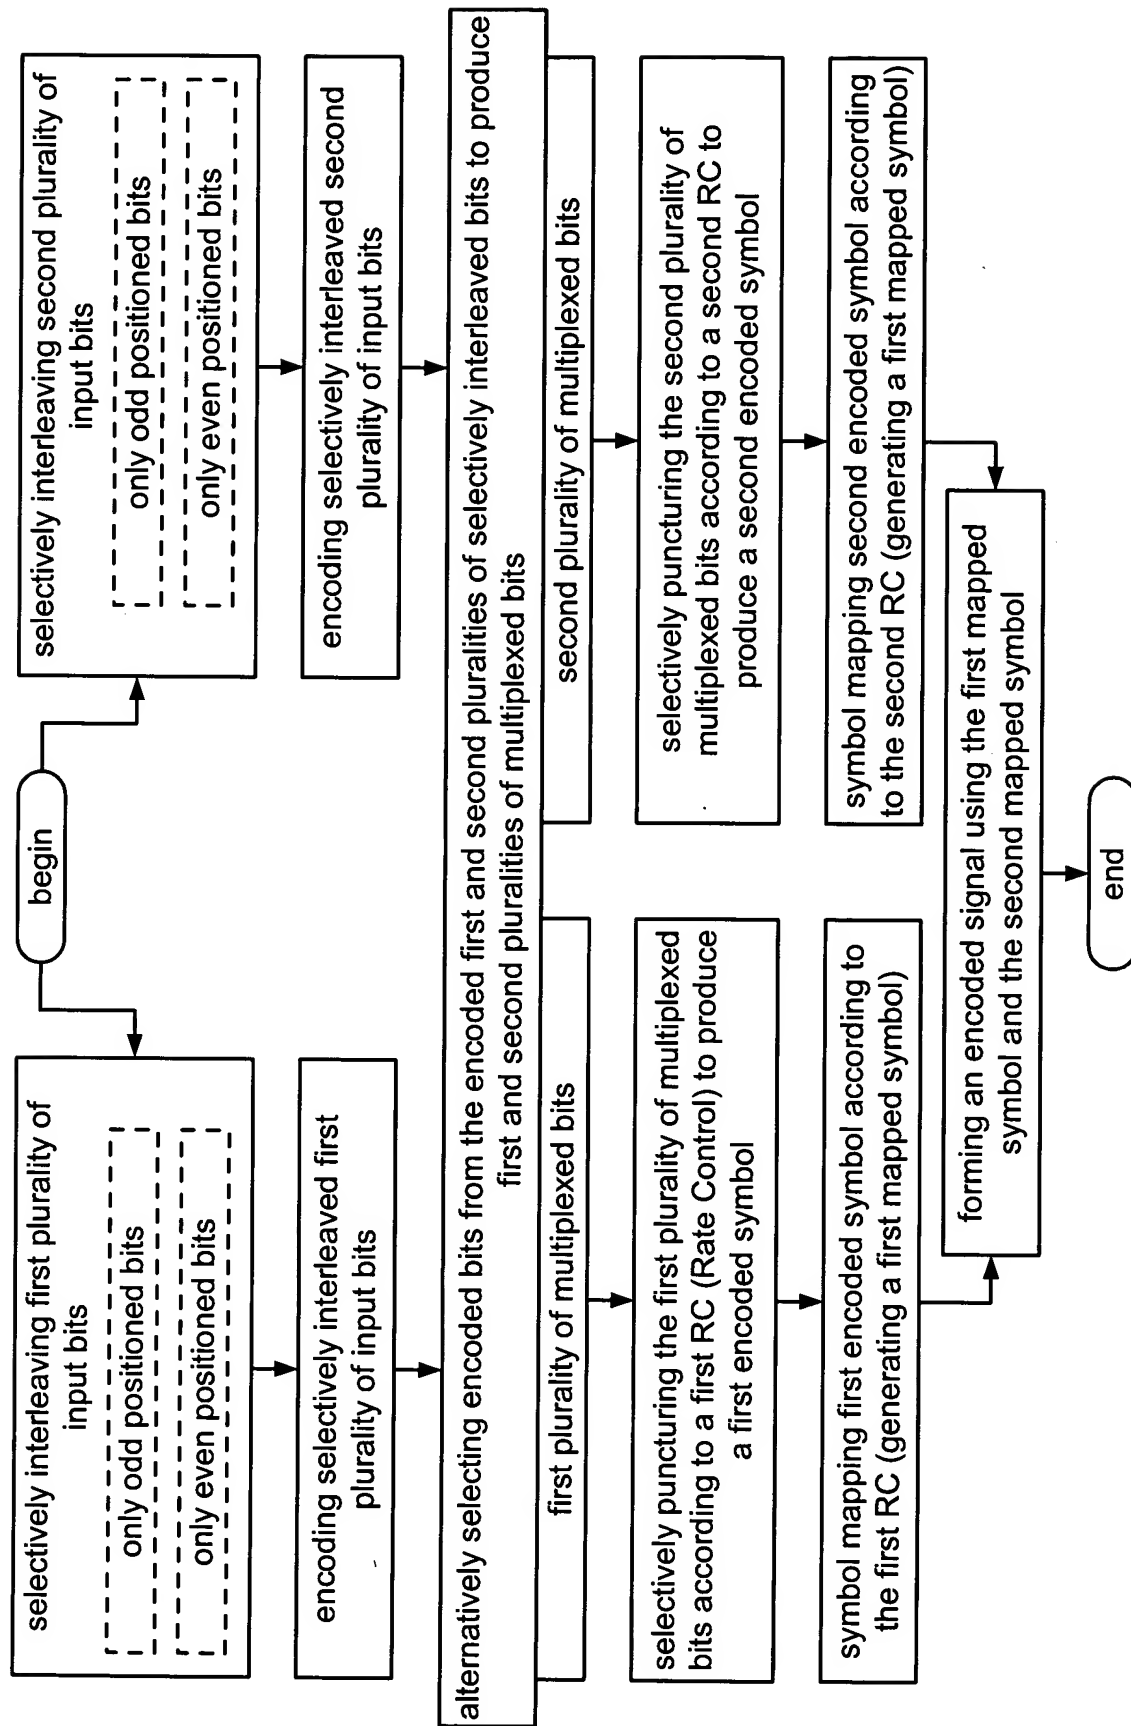 begin
selectively interleaving first plurality of
input bits
only odd positioned bits
only even positioned bits
selectively interleaving second plurality of
input bits
only odd positioned bits
only even positioned bits
encoding selectively interleaved first
plurality of input bits
encoding selectively interleaved second
plurality of input bits
alternatively selecting encoded bits from the encoded first and second pluralities of selectively interleaved bits to produce
first and second pluralities of multiplexed bits
first plurality of multiplexed bits
second plurality of multiplexed bits
selectively puncturing the first plurality of multiplexed
bits according to a first RC (Rate Control) to produce
a first encoded symbol
selectively puncturing the second plurality of
multiplexed bits according to a second RC to
produce a second encoded symbol
symbol mapping first encoded symbol according to
the first RC (generating a first mapped symbol)
symbol mapping second encoded symbol according
to the second RC (generating a first mapped symbol)
forming an encoded signal using the first mapped
symbol and the second mapped symbol
end